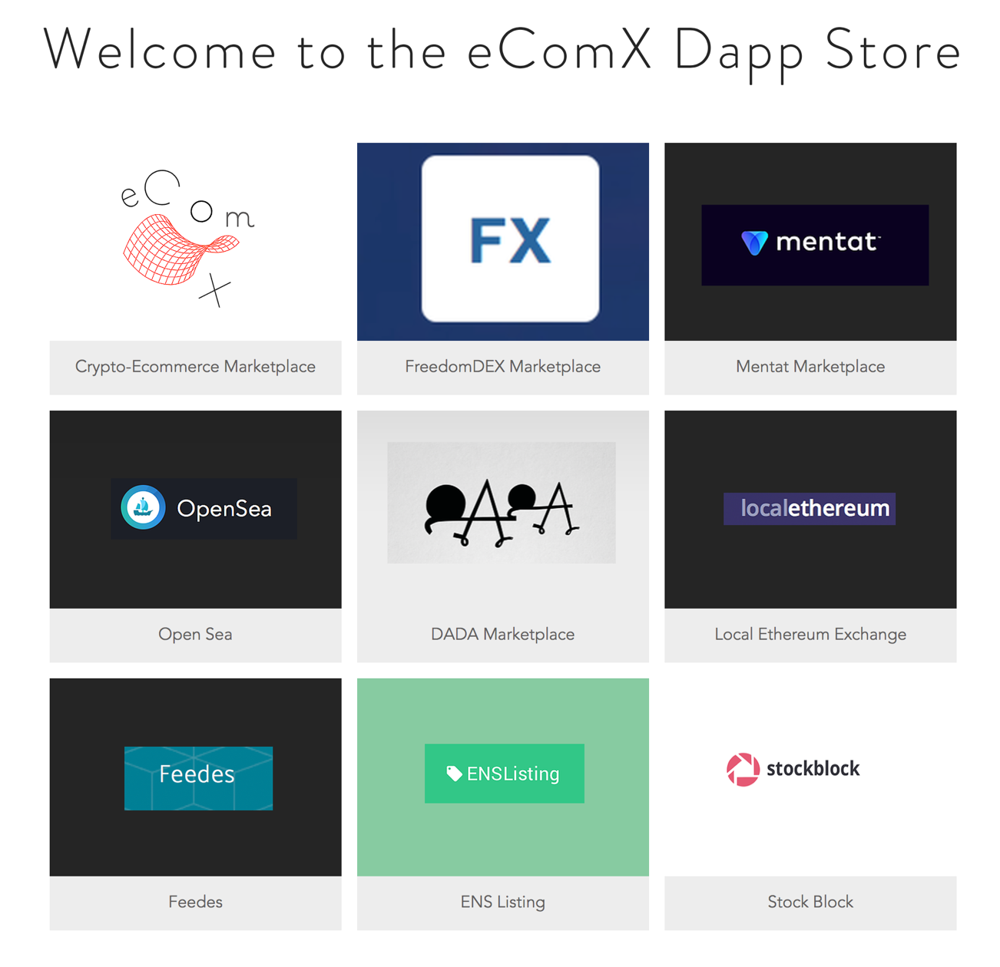 Welcome to the eComX Dapp Store
eCom
X
FX
mentat™
Crypto-Ecommerce Marketplace
FreedomDEX Marketplace
Mentat Marketplace
OpenSea
DADA
localethereum
Open Sea
DADA Marketplace
Local Ethereum Exchange
Feedes
ENSListing
stockblock
Feedes
ENS Listing
Stock Block